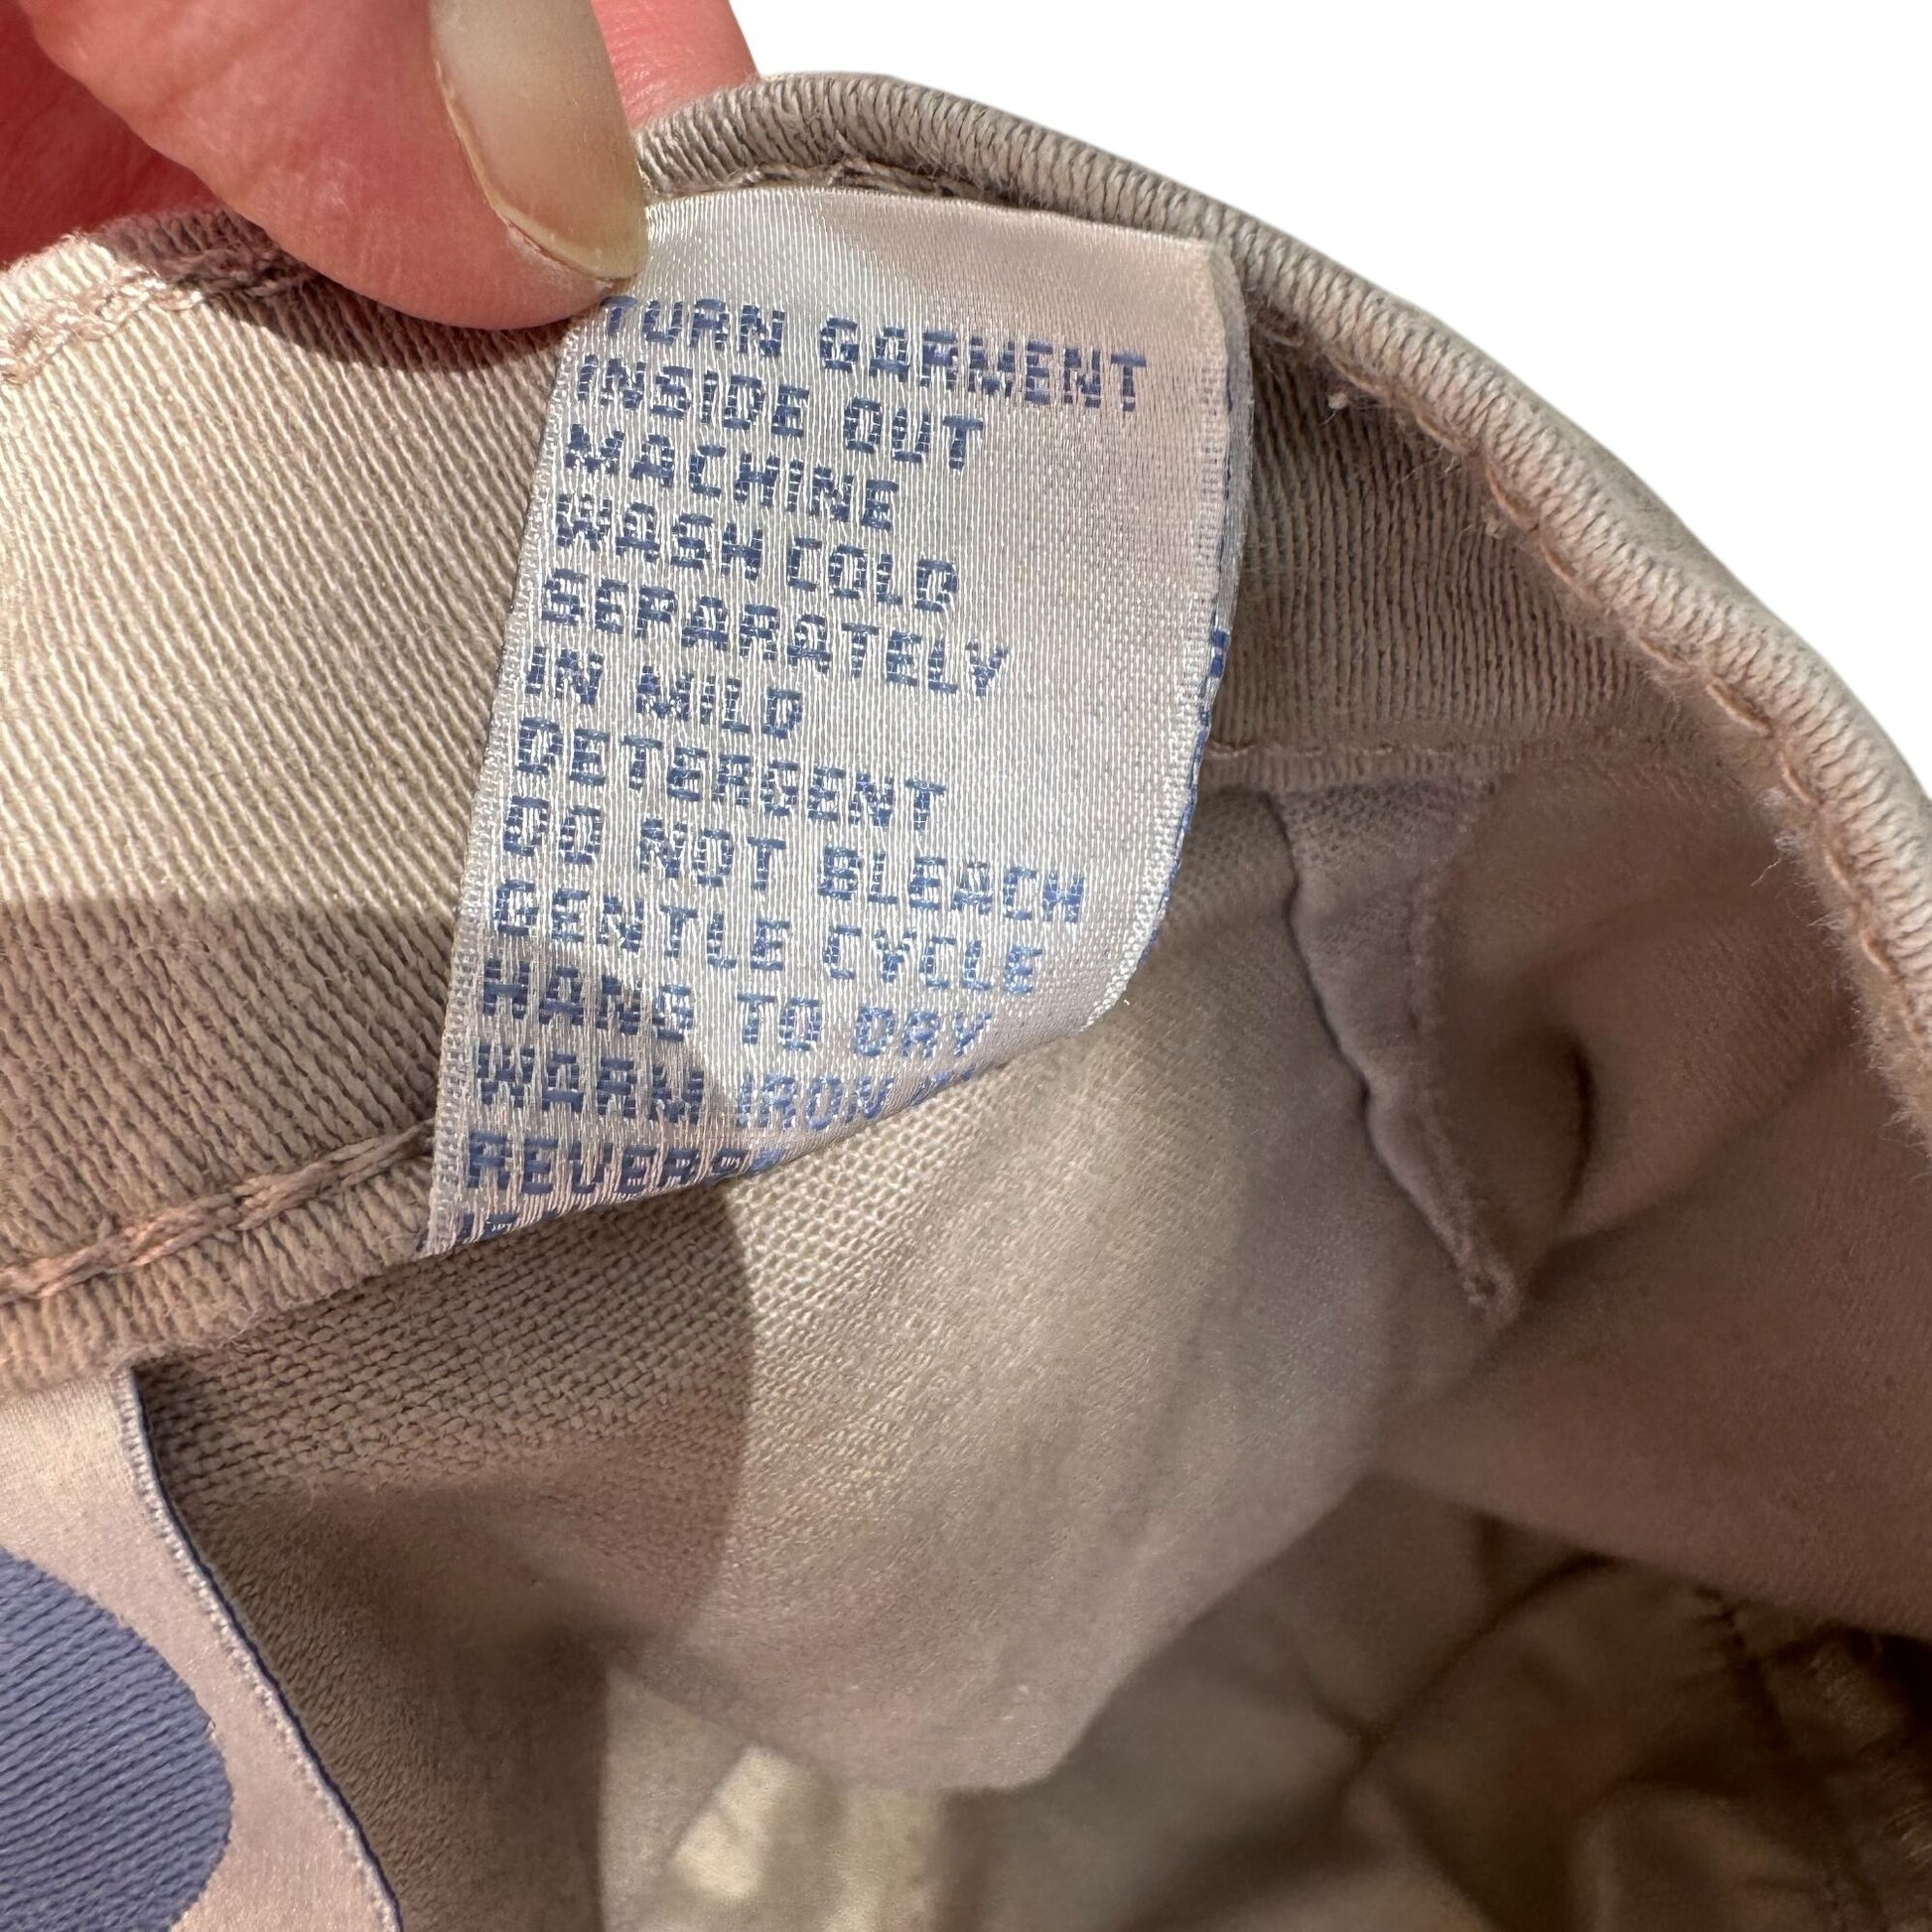 TURN GARMENT
INSIDE OUT
MACHINE
WASH COLD
SEPARATELY
IN MILD
DETERGENT
DO NOT BLEACH
GENTLE CYCLE
HANG TO DRY
WARM IRON